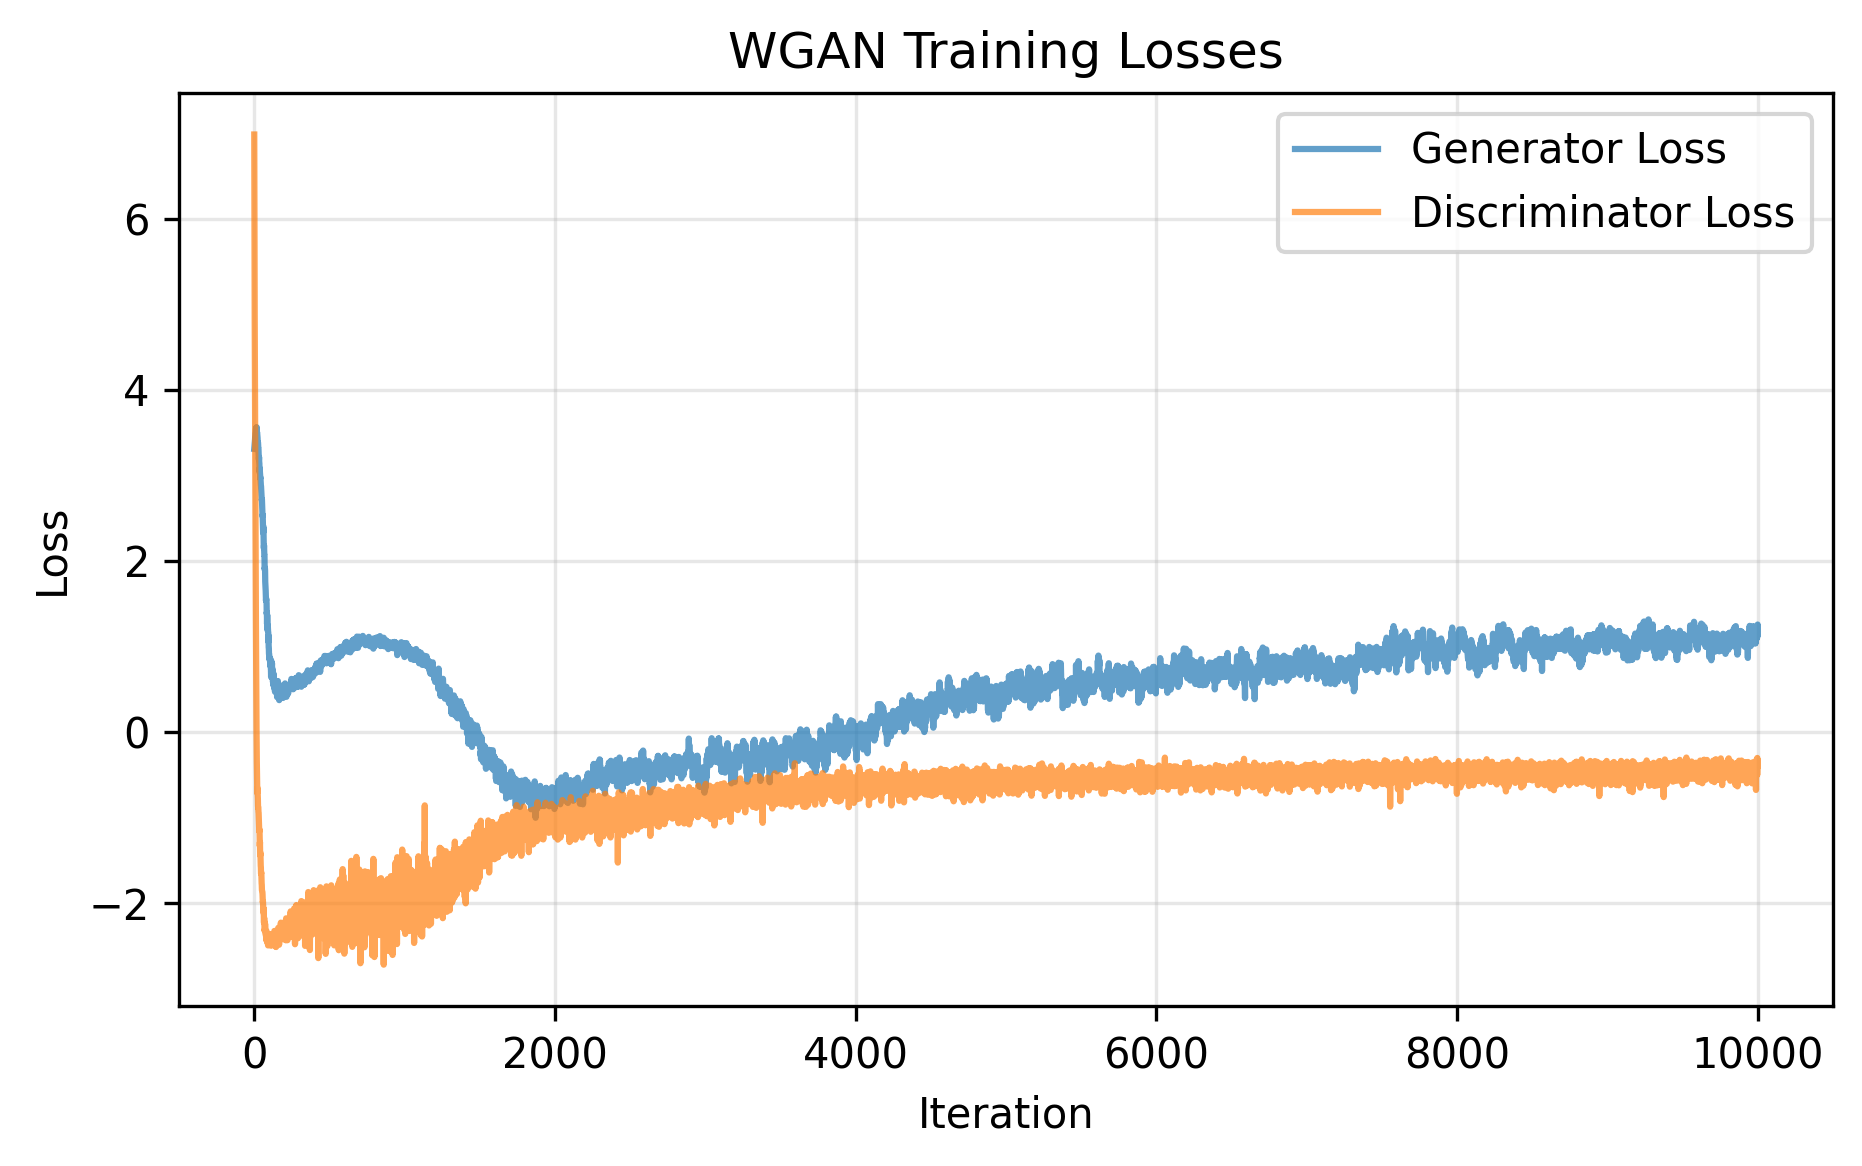 WGAN Training Losses
Generator Loss
Discriminator Loss
6
4
2
0
−2
Loss
0 2000 4000 6000 8000 10000
Iteration